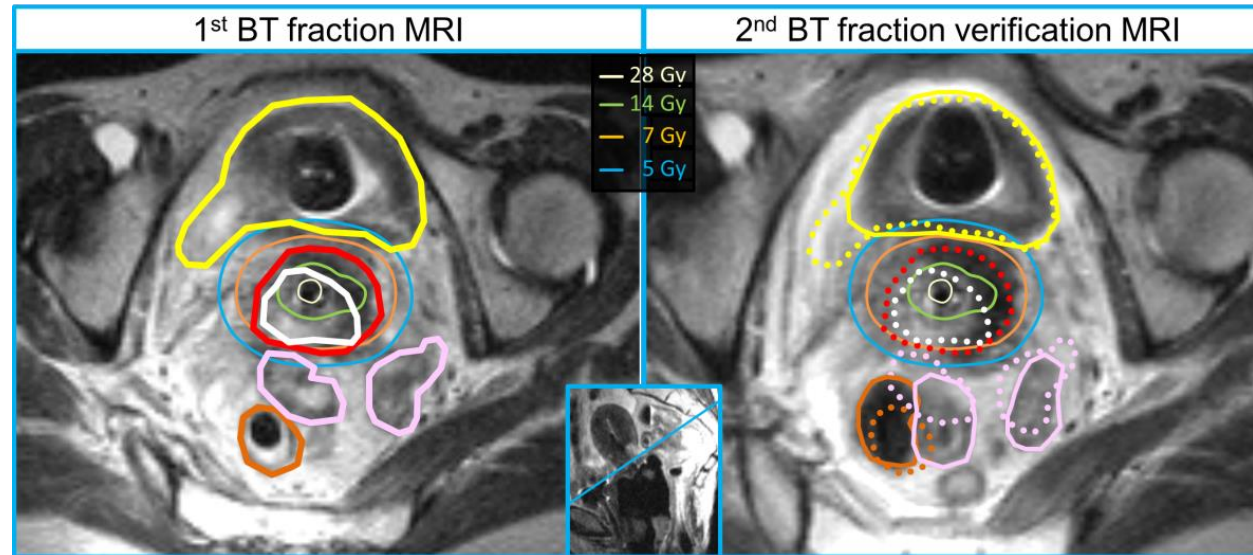 1st BT fraction MRI
2nd BT fraction verification MRI
28 Gy
14 Gy
7 Gy
5 Gy